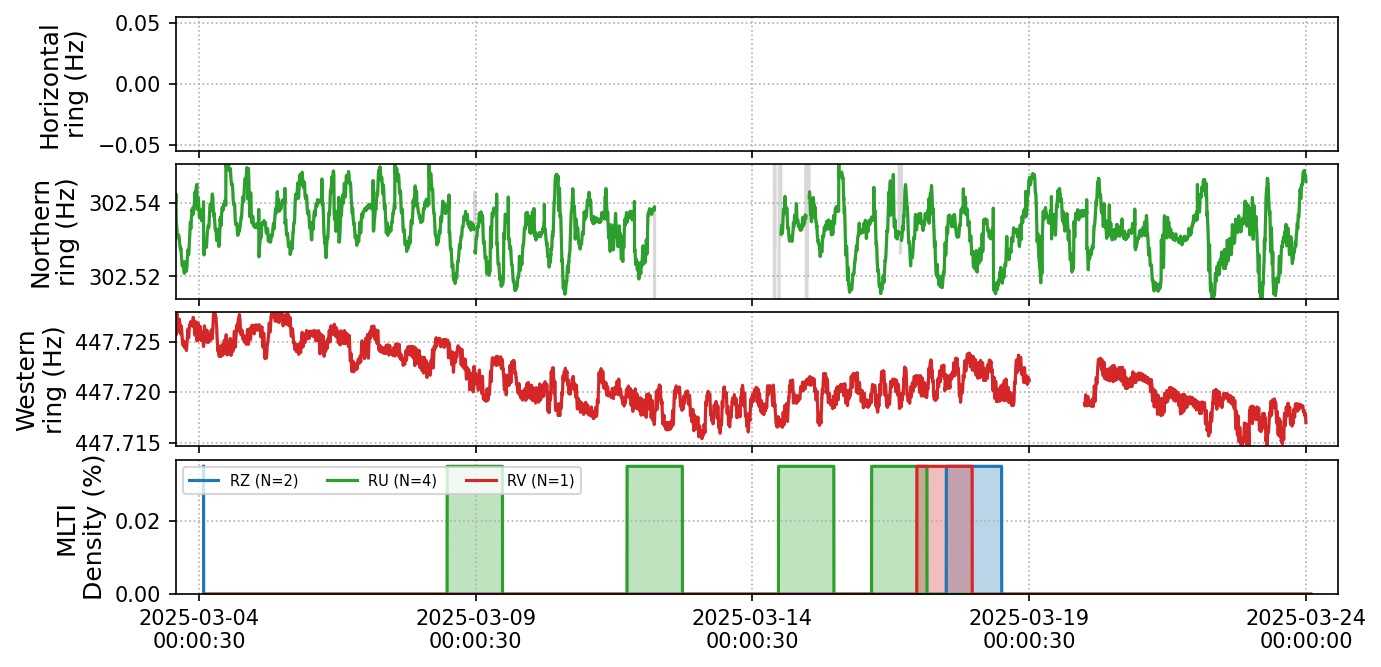 Horizontal
ring (Hz)
0.05
0.00
−0.05
Northern
ring (Hz)
302.54
302.52
Western
ring (Hz)
447.725
447.720
447.715
MLTI
Density (%)
0.02
0.00
RZ (N=2) RU (N=4) RV (N=1)
2025-03-04 2025-03-09 2025-03-14 2025-03-19 2025-03-24
00:00:30 00:00:30 00:00:30 00:00:30 00:00:00